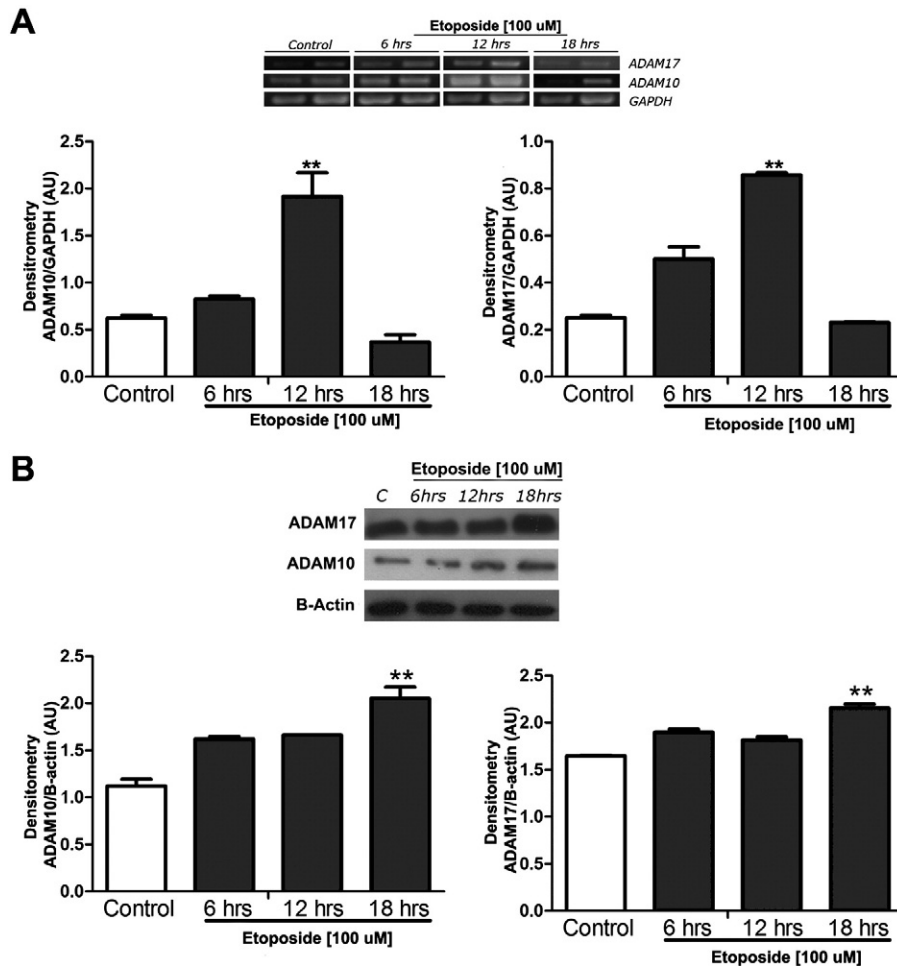 A
Etoposide [100 uM]
Control 6 hrs 12 hrs 18 hrs
ADAM17
ADAM10
GAPDH
Densitrometry
ADAM10/GAPDH (AU)
2.5
2.0
1.5
1.0
0.5
0.0
**
Control 6 hrs 12 hrs 18 hrs
Etoposide [100 uM]
Densitrometry
ADAM17/GAPDH (AU)
1.0
0.8
0.6
0.4
0.2
0.0
**
Control 6 hrs 12 hrs 18 hrs
Etoposide [100 uM]
B
Etoposide [100 uM]
C 6hrs 12hrs 18hrs
ADAM17
ADAM10
B-Actin
Densitometry
ADAM10/B-actin (AU)
2.5
2.0
1.5
1.0
0.5
0.0
**
Control 6 hrs 12 hrs 18 hrs
Etoposide [100 uM]
Densitometry
ADAM17/B-actin (AU)
2.5
2.0
1.5
1.0
0.5
0.0
**
Control 6 hrs 12 hrs 18 hrs
Etoposide [100 uM]